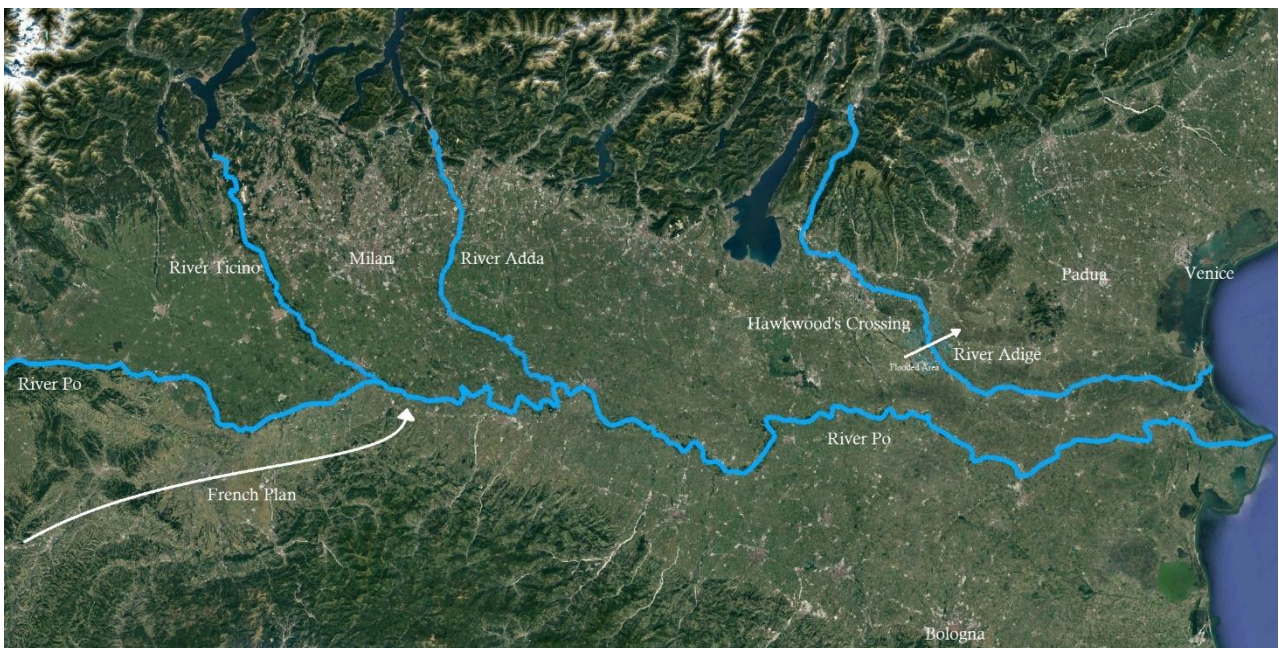 River Ticino
Milan
River Adda
Padua
Venice
Hawkwood's Crossing
River Adige
Flooded Area
River Po
River Po
French Plan
Bologna